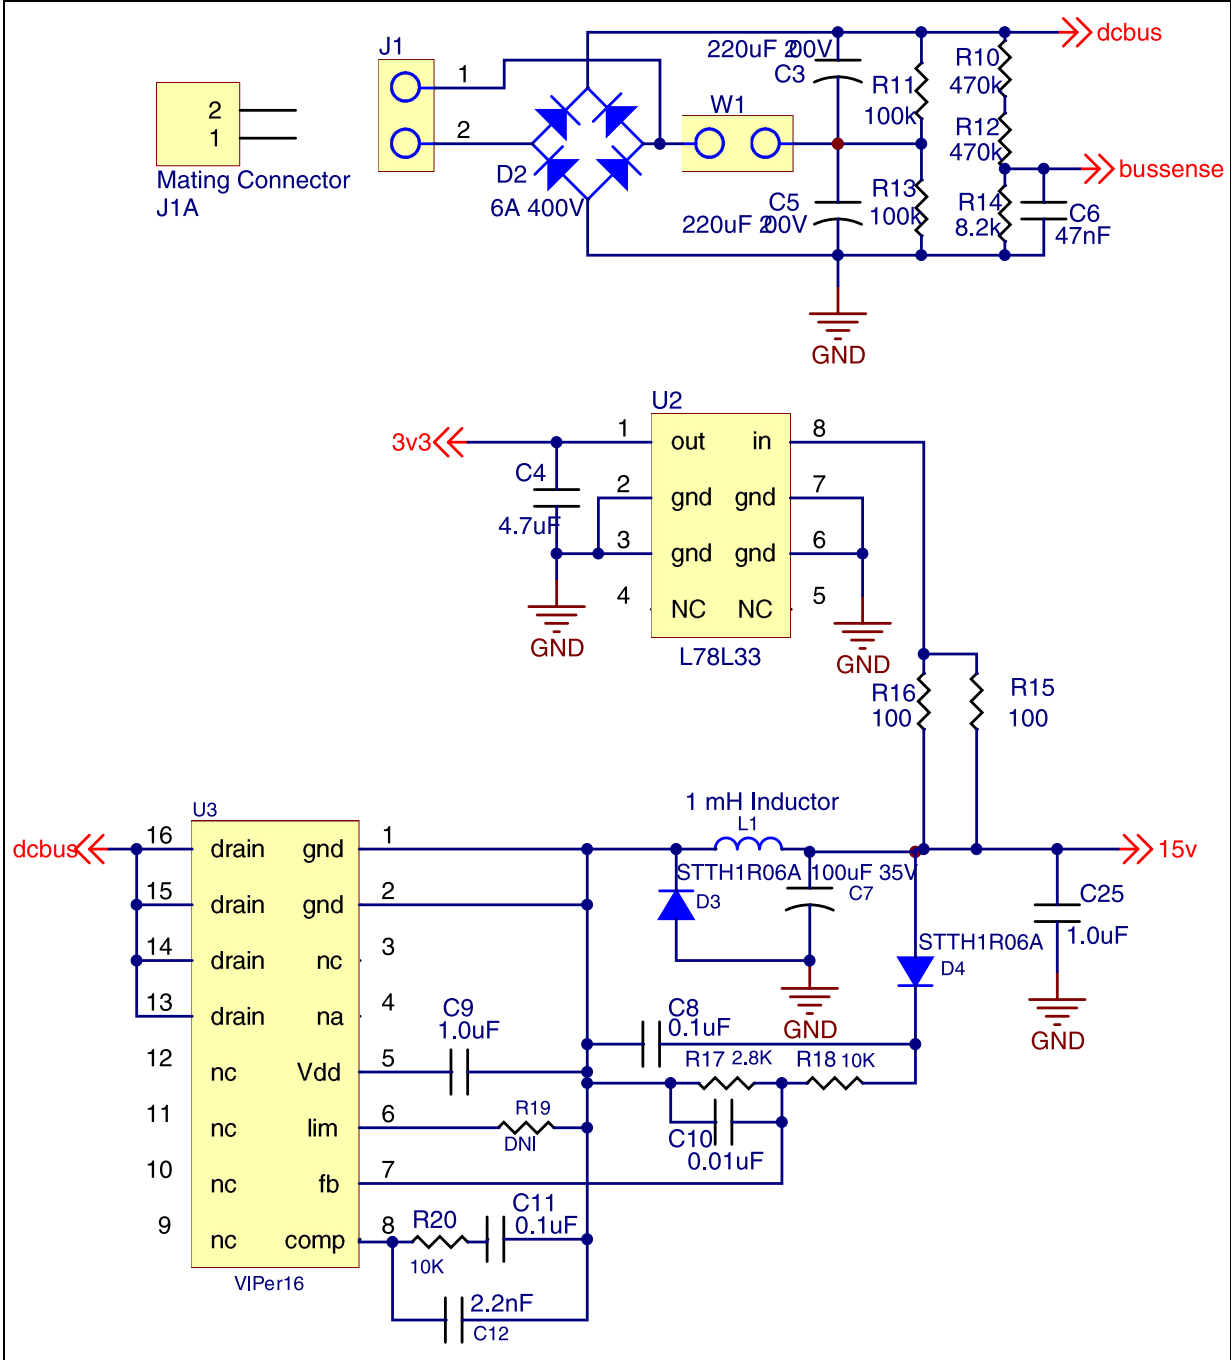 J1
1
2
2
1
Mating Connector
J1A
D2
6A 400V
W1
220uF 200V
C3
C5
220uF 200V
R11
100k
R13
100k
R10
470k
R12
470k
R14
8.2k
C6
47nF
dcbus
bussense
GND
U2
3v3
C4
4.7uF
GND
1
2
3
4
out
gnd
gnd
NC
in
gnd
gnd
NC
8
7
6
5
L78L33
GND
R16
100
R15
100
U3
dcbus
16
15
14
13
12
11
10
9
drain
drain
drain
drain
nc
nc
nc
nc
gnd
gnd
nc
na
Vdd
lim
fb
comp
1
2
3
4
5
6
7
8
VIPer16
1 mH Inductor
L1
STTH1R06A
D3
100uF 35V
C7
GND
15v
C25
1.0uF
GND
STTH1R06A
D4
C9
1.0uF
C8
0.1uF
R17 2.8K
R18 10K
R19
DNI
C10
0.01uF
C11
0.1uF
R20
10K
2.2nF
C12